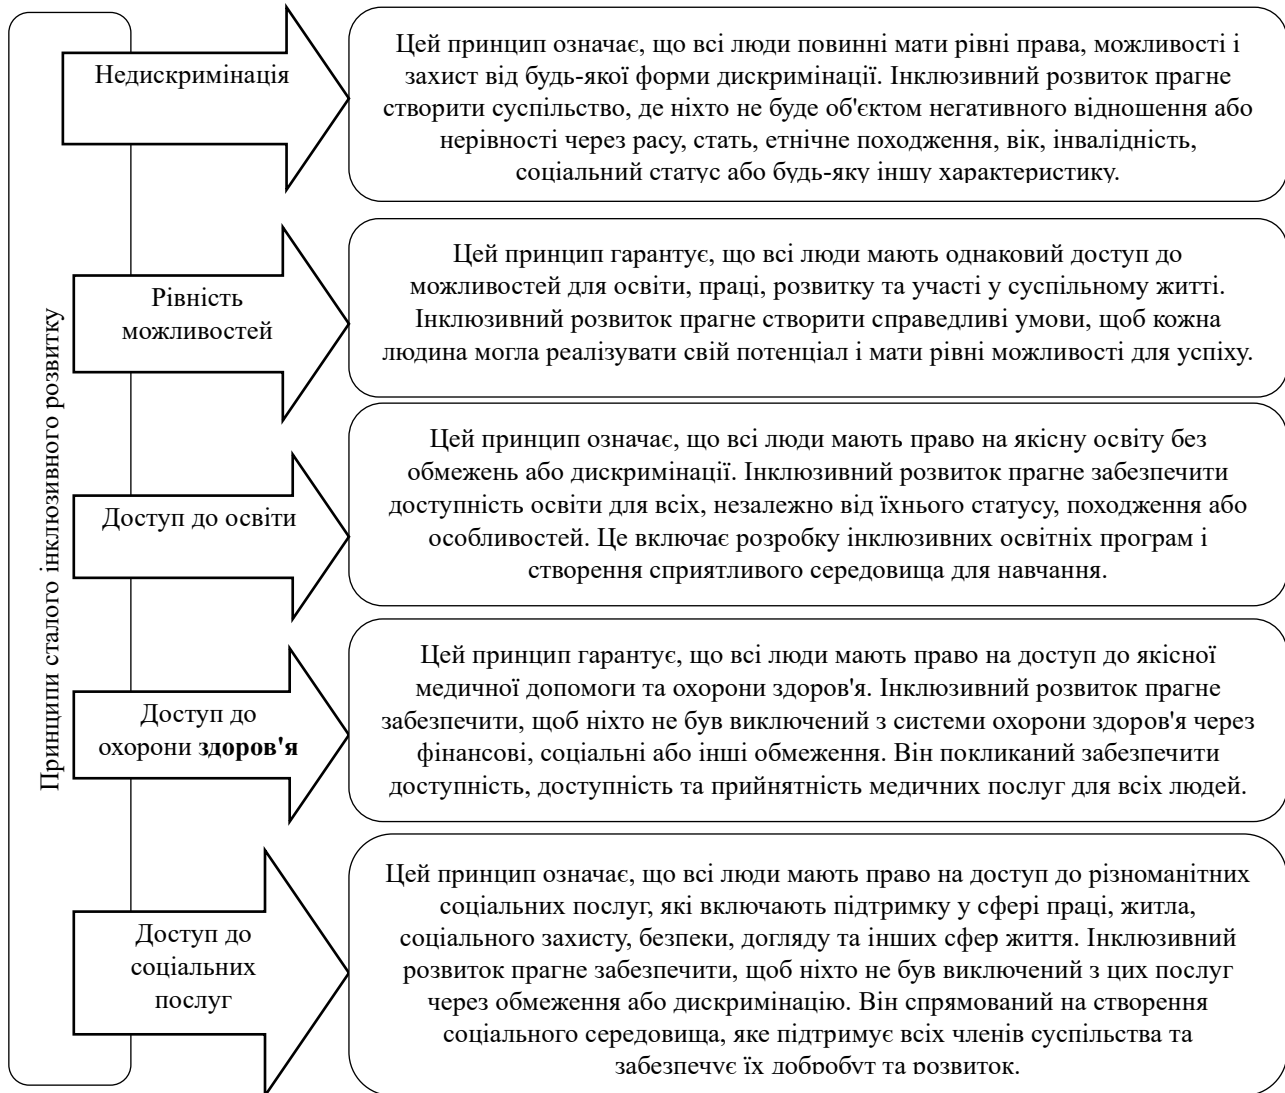 Принципи сталого інклюзивного розвитку
Недискримінація
Цей принцип означає, що всі люди повинні мати рівні права, можливості і
захист від будь-якої форми дискримінації. Інклюзивний розвиток прагне
створити суспільство, де ніхто не буде об'єктом негативного відношення або
нерівності через расу, стать, етнічне походження, вік, інвалідність,
соціальний статус або будь-яку іншу характеристику.
Рівність
можливостей
Цей принцип гарантує, що всі люди мають однаковий доступ до
можливостей для освіти, праці, розвитку та участі у суспільному житті.
Інклюзивний розвиток прагне створити справедливі умови, щоб кожна
людина могла реалізувати свій потенціал і мати рівні можливості для успіху.
Доступ до освіти
Цей принцип означає, що всі люди мають право на якісну освіту без
обмежень або дискримінації. Інклюзивний розвиток прагне забезпечити
доступність освіти для всіх, незалежно від їхнього статусу, походження або
особливостей. Це включає розробку інклюзивних освітніх програм і
створення сприятливого середовища для навчання.
Доступ до
охорони здоров'я
Цей принцип гарантує, що всі люди мають право на доступ до якісної
медичної допомоги та охорони здоров'я. Інклюзивний розвиток прагне
забезпечити, щоб ніхто не був виключений з системи охорони здоров'я через
фінансові, соціальні або інші обмеження. Він покликаний забезпечити
доступність, доступність та прийнятність медичних послуг для всіх людей.
Доступ до
соціальних
послуг
Цей принцип означає, що всі люди мають право на доступ до різноманітних
соціальних послуг, які включають підтримку у сфері праці, житла,
соціального захисту, безпеки, догляду та інших сфер життя. Інклюзивний
розвиток прагне забезпечити, щоб ніхто не був виключений з цих послуг
через обмеження або дискримінацію. Він спрямований на створення
соціального середовища, яке підтримує всіх членів суспільства та
забезпечує їх добробут та розвиток.